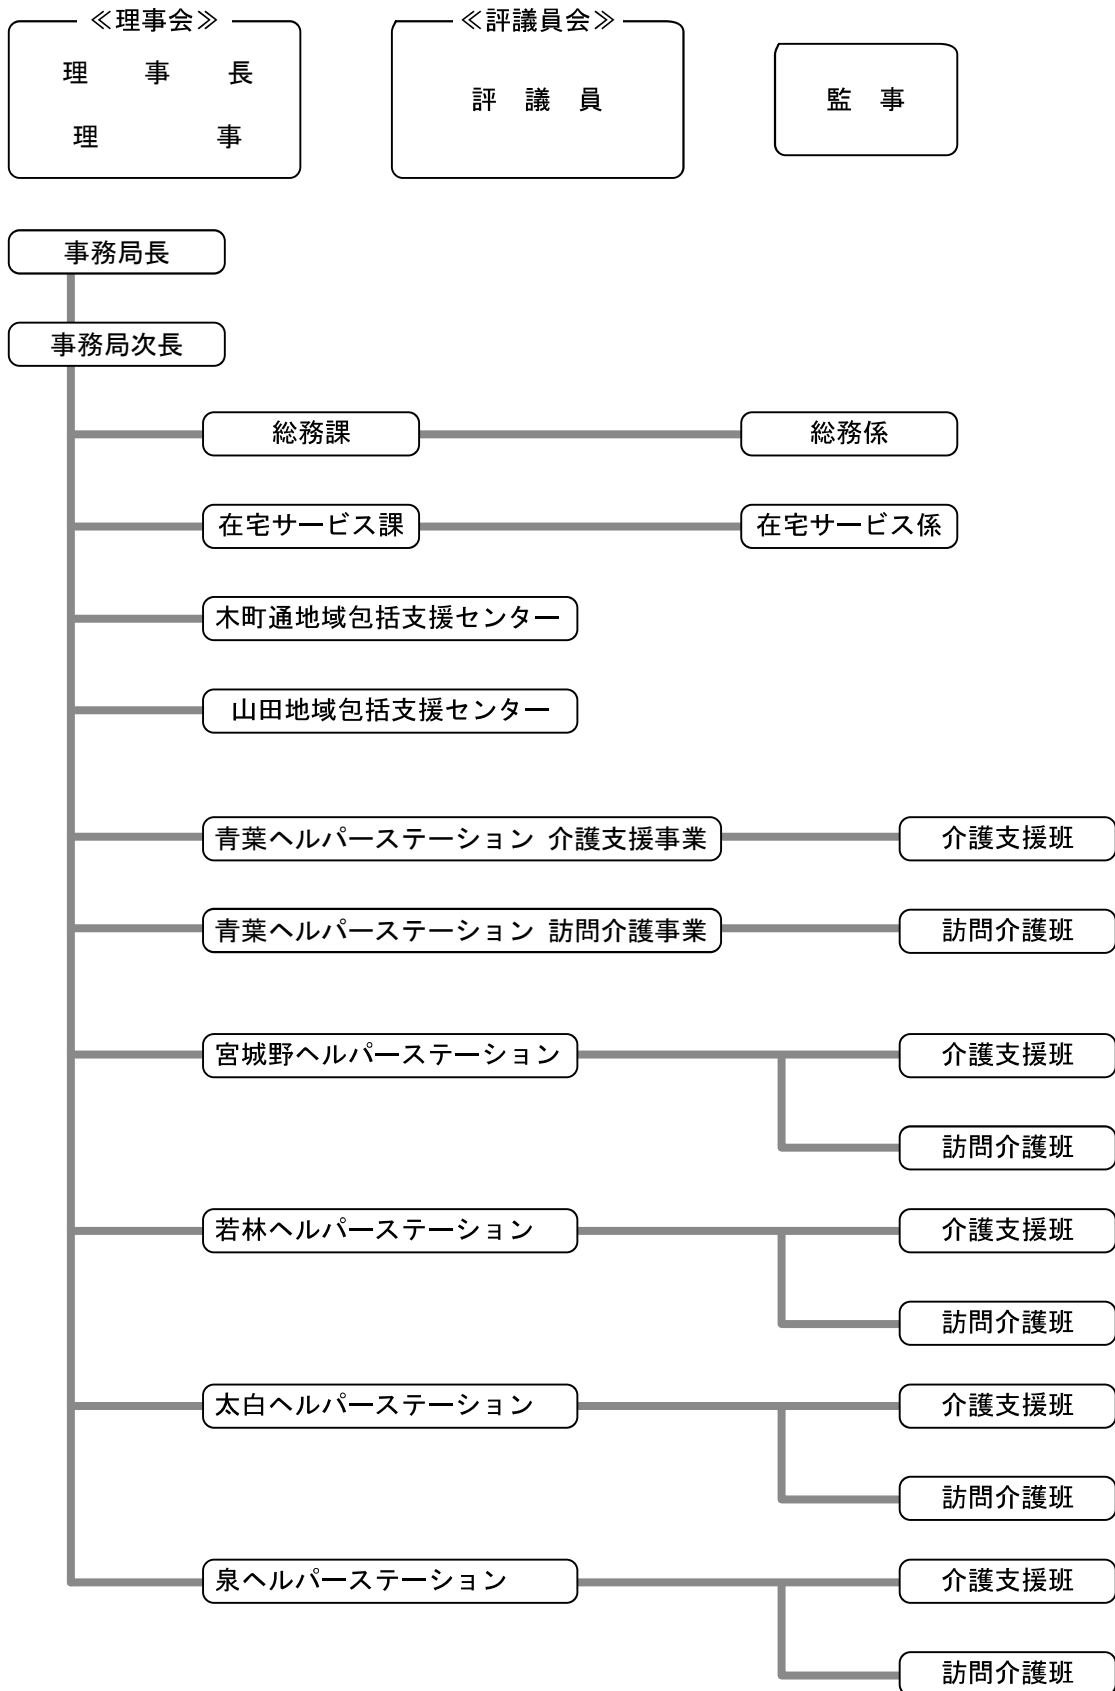 ≪理事会≫
理事長
理事
≪評議員会≫
評議員
監事
事務局長
事務局次長
総務課
総務係
在宅サービス課
在宅サービス係
木町通地域包括支援センター
山田地域包括支援センター
青葉ヘルパーステーション 介護支援事業
介護支援班
青葉ヘルパーステーション 訪問介護事業
訪問介護班
宮城野ヘルパーステーション
介護支援班
訪問介護班
若林ヘルパーステーション
介護支援班
訪問介護班
太白ヘルパーステーション
介護支援班
訪問介護班
泉ヘルパーステーション
介護支援班
訪問介護班